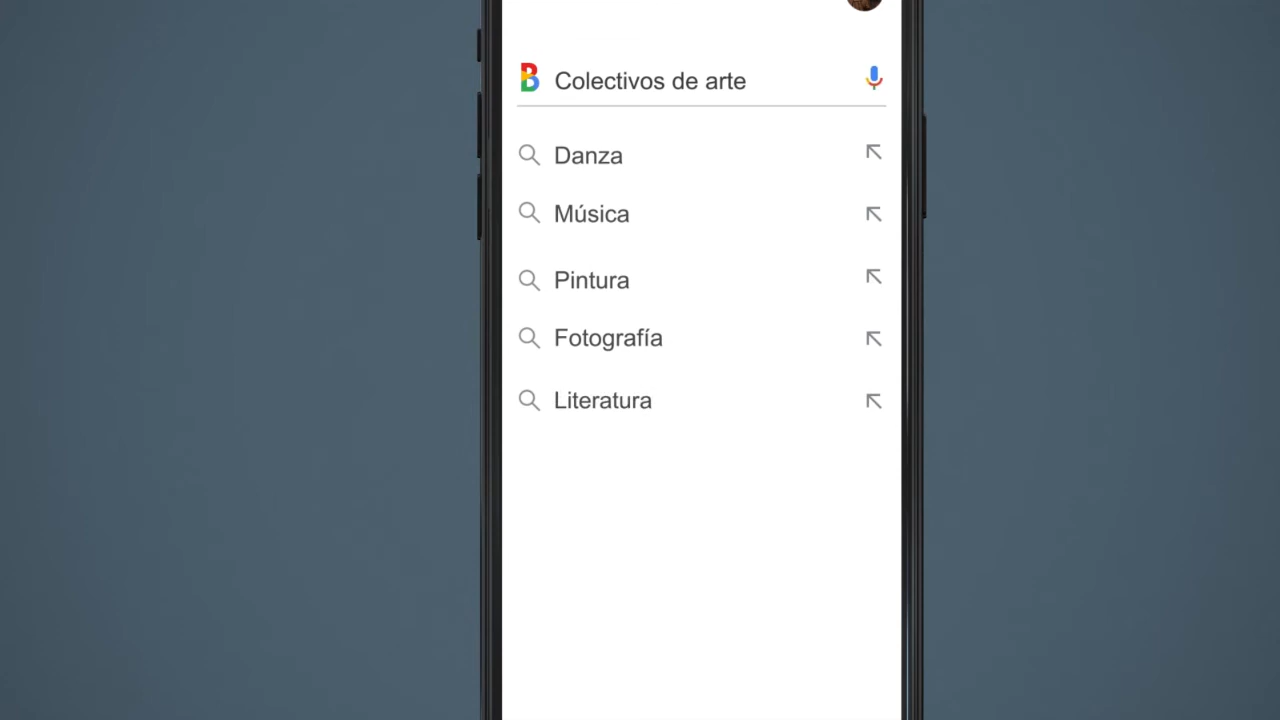 B Colectivos de arte
Danza
Música
Pintura
Fotografía
Literatura